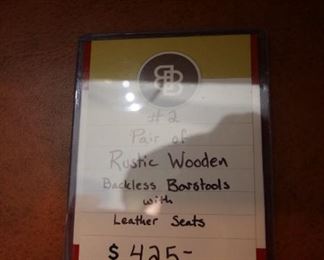 #2
Pair of
Rustic Wooden
Backless Barstools
with
Leather Seats
$425-